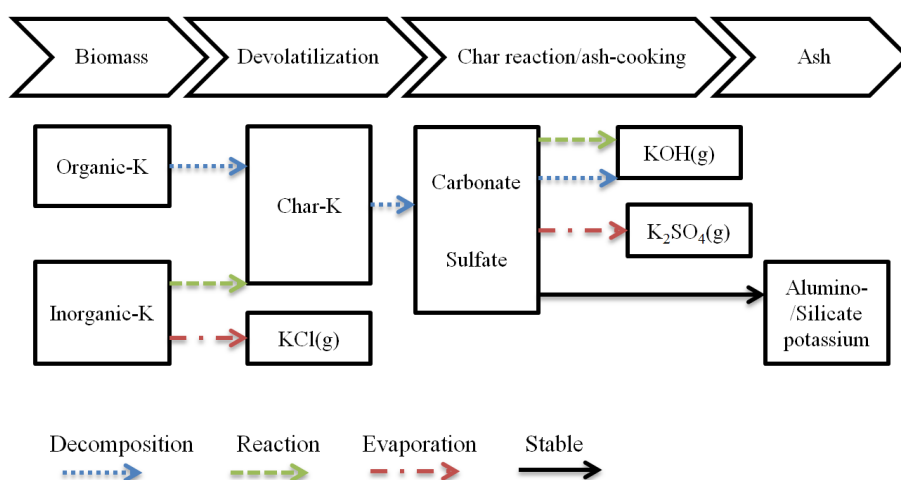 Biomass
Devolatilization
Char reaction/ash-cooking
Ash
Organic-K
Char-K
Carbonate
Sulfate
KOH(g)
K₂SO₄(g)
Inorganic-K
KCl(g)
Alumino-
/Silicate
potassium
Decomposition
Reaction
Evaporation
Stable